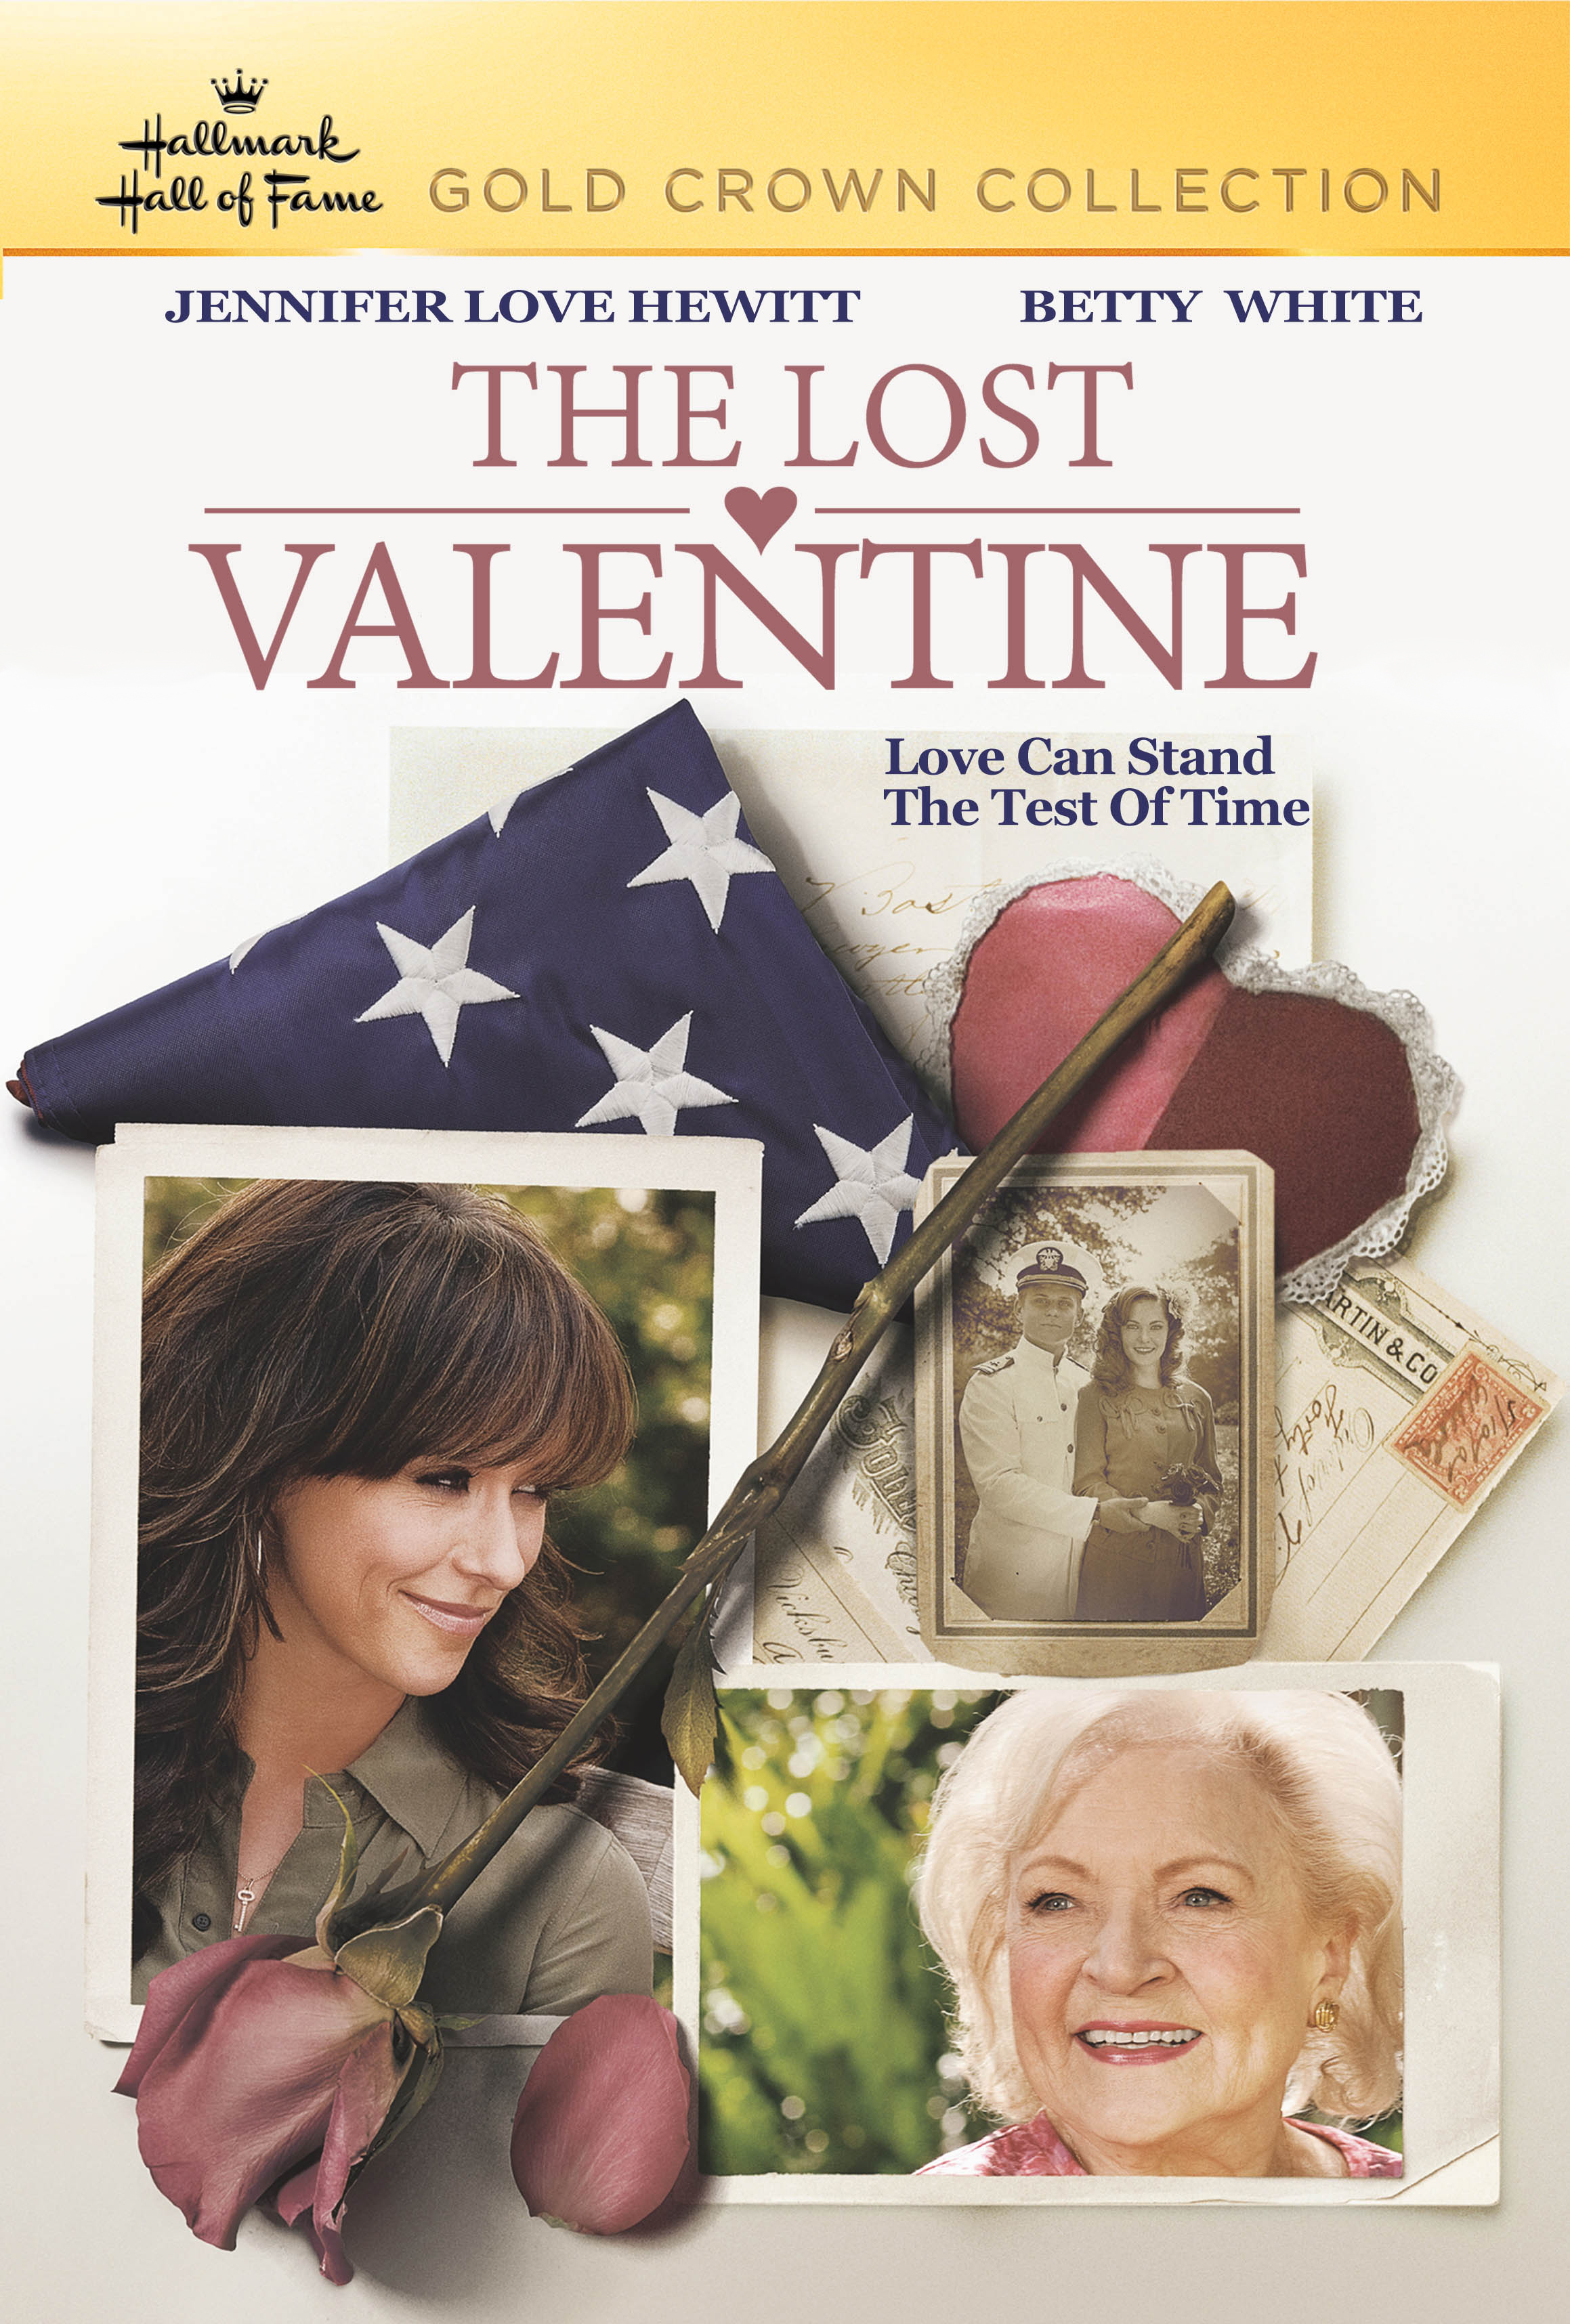 Hallmark
Hall of Fame
GOLD CROWN COLLECTION
JENNIFER LOVE HEWITT
BETTY WHITE
THE LOST
VALENTINE
Love Can Stand
The Test Of Time
ARTIN & CO